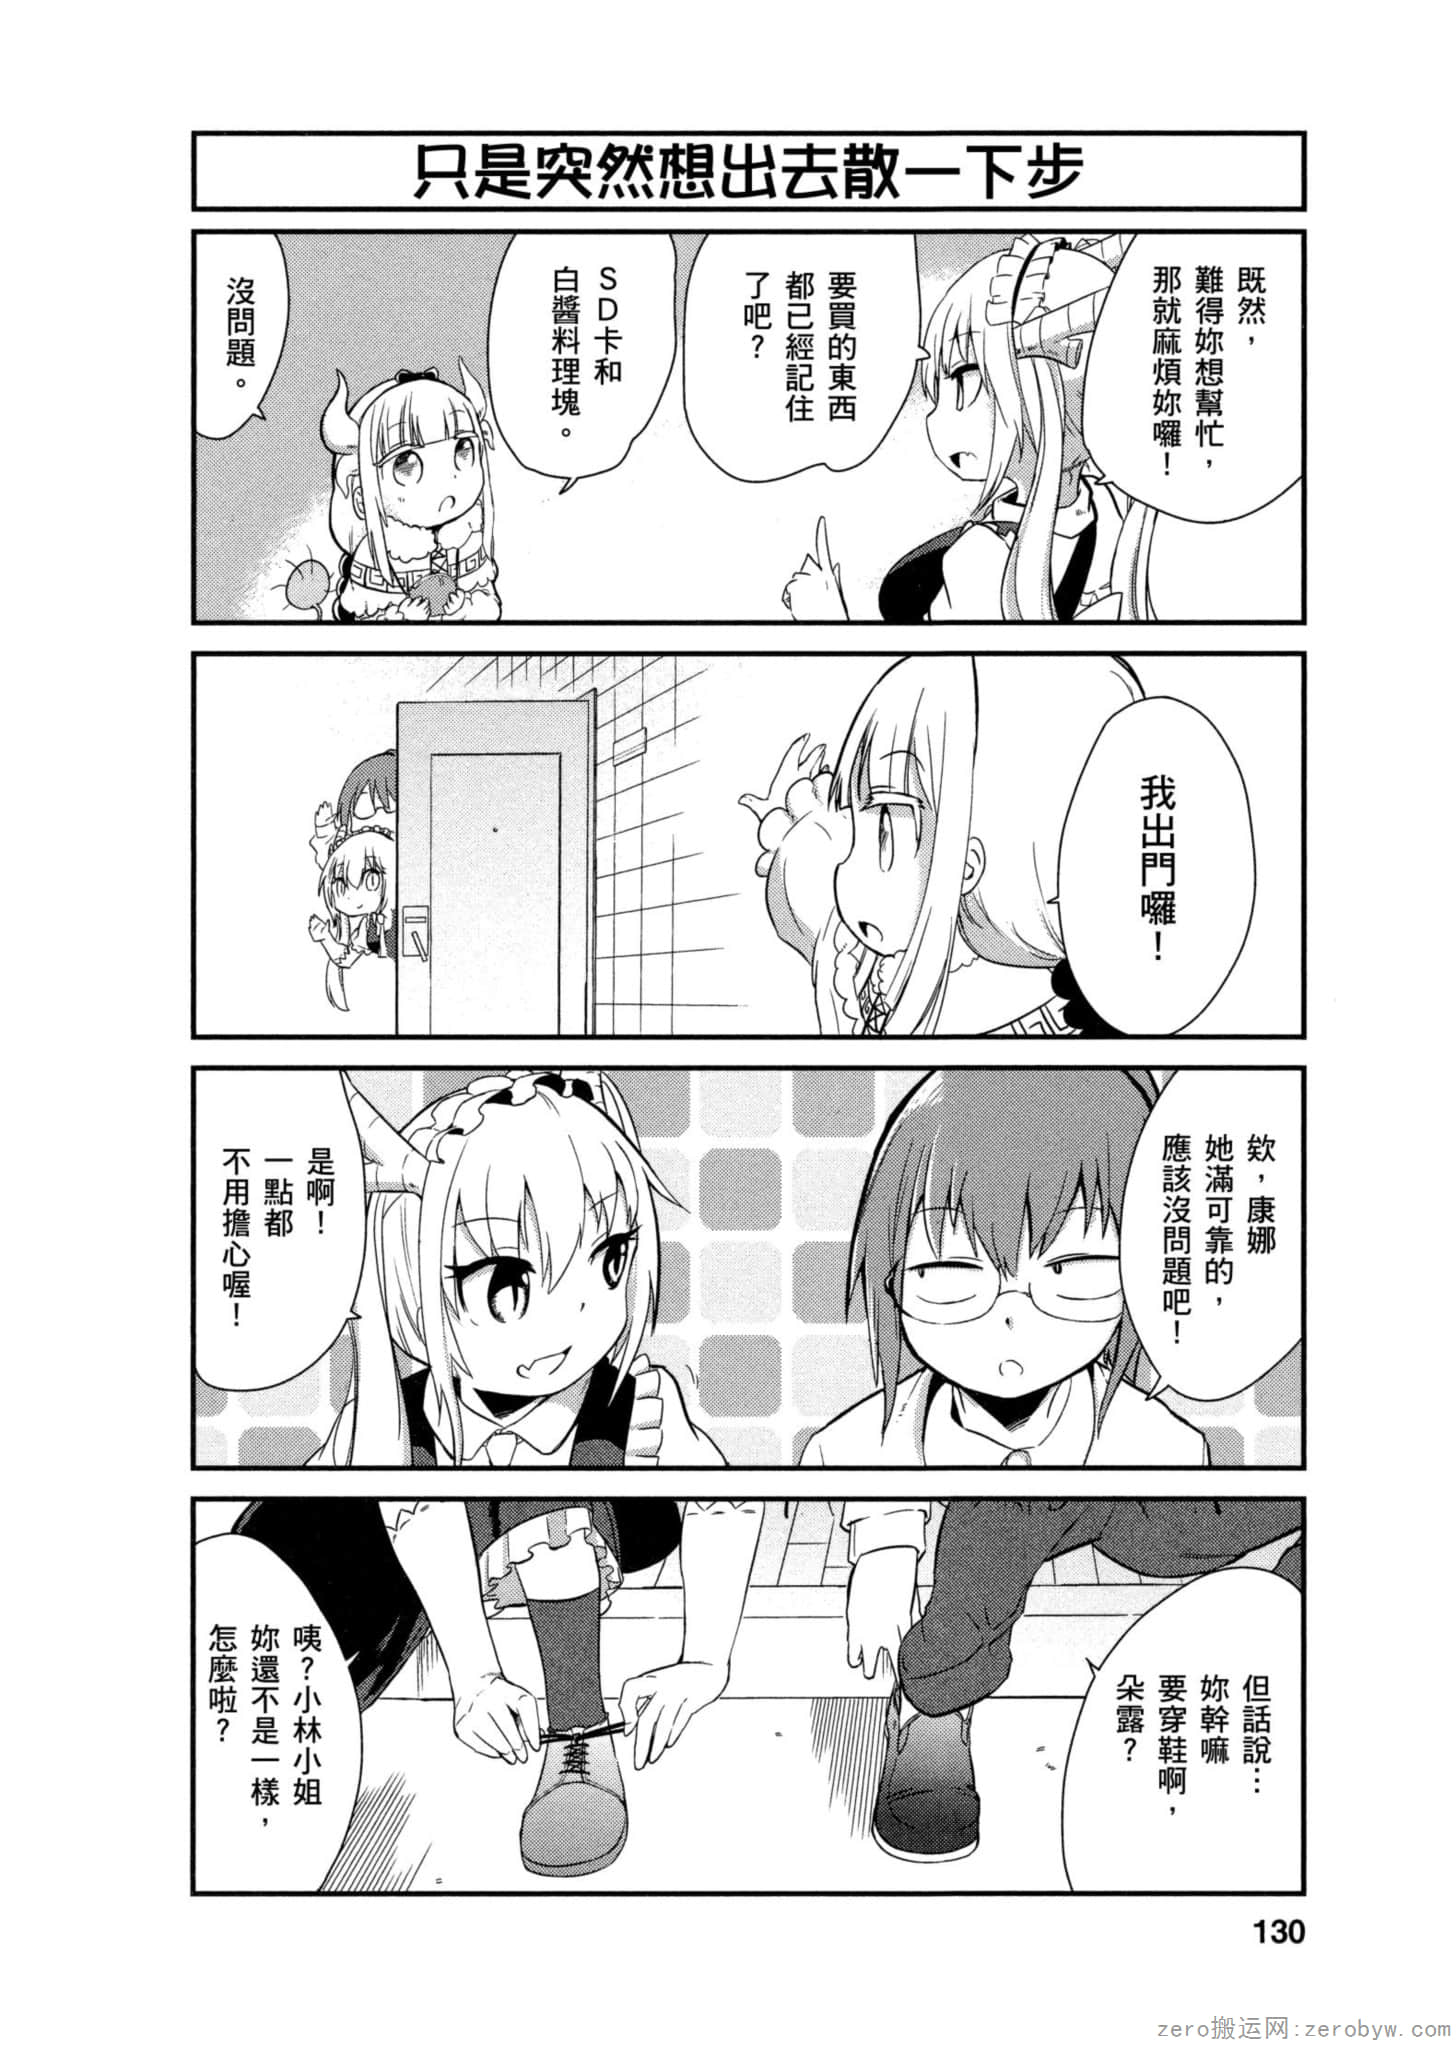 只是突然想出去散一下步
既然，
難得妳想幫忙，
那就麻煩妳囉！
要買的東西
都已經記住
了吧？
SD卡和
白醬料理塊。
沒問題。
我出門囉！
欸，康娜
她滿可靠的，
應該沒問題吧！
是啊！
一點都
不用擔心喔！
但話說…
妳幹嘛
要穿鞋啊，
朵露？
咦？小林小姐
妳還不是一樣，
怎麼啦？
130
zero搬运网:zerobyw.com